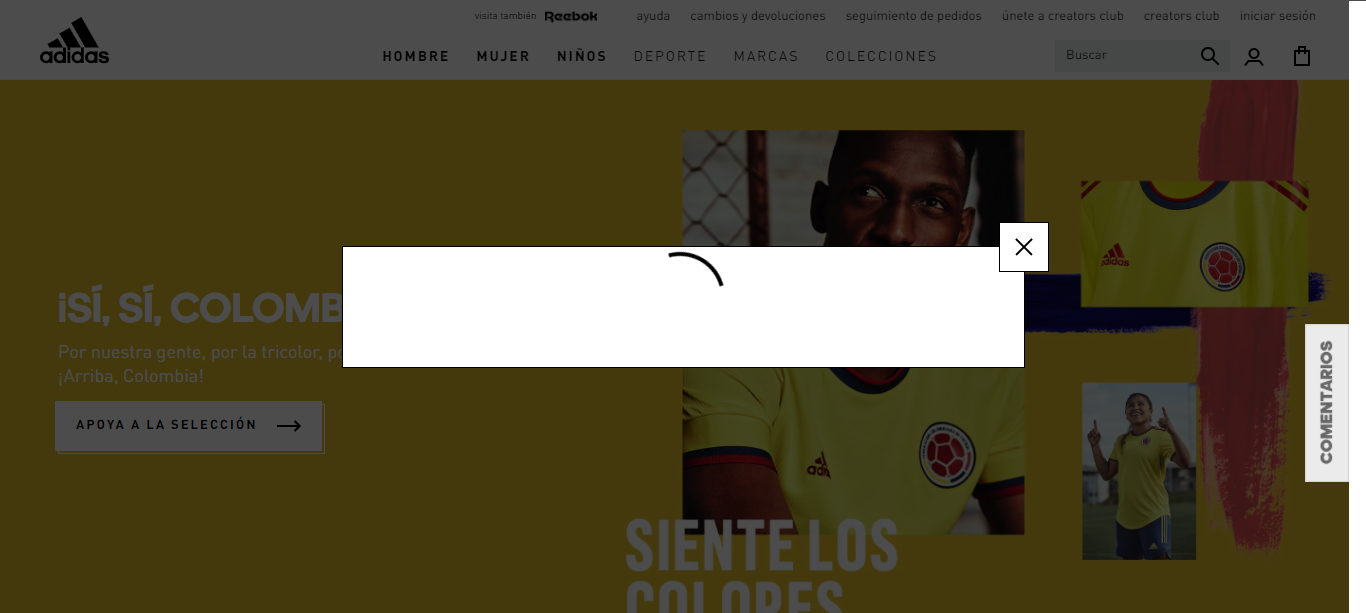 visita también Reebok
ayuda
cambios y devoluciones
seguimiento de pedidos
únete a creators club
creators club
iniciar sesión
adidas
HOMBRE
MUJER
NIÑOS
DEPORTE
MARCAS
COLECCIONES
Buscar
adidas
¡SÍ, SÍ, COLOMB
Por nuestra gente, por la tricolor, po
¡Arriba, Colombia!
APOYA A LA SELECCIÓN
COMENTARIOS
adidas
SIENTE LOS
COLORES